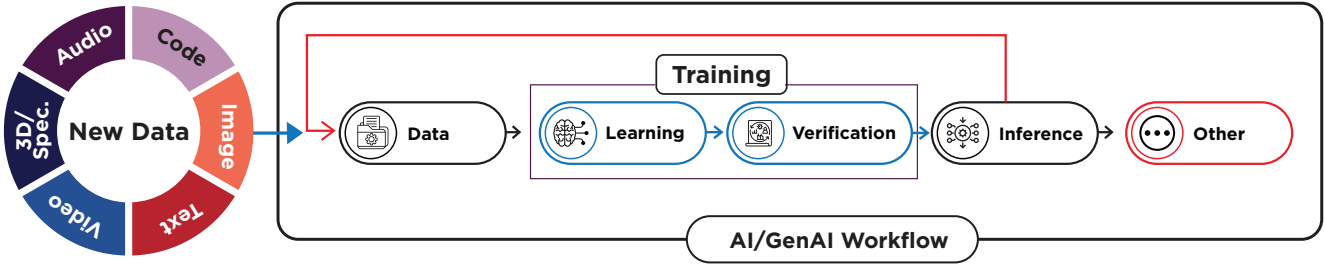 Audio
Code
Image
Text
Video
3D/
Spec.
New Data
Training
Data
Learning
Verification
Inference
Other
AI/GenAI Workflow